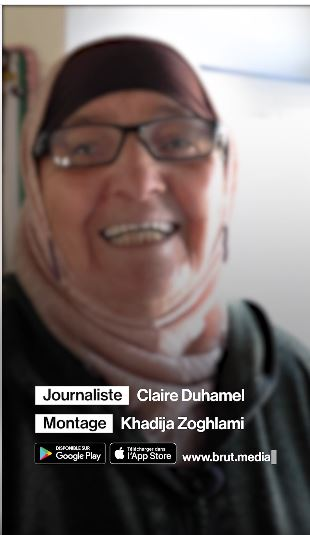 Journaliste Claire Duhamel
Montage Khadija Zoghlami
DISPONIBLE SUR Google Play Télécharger dans l'App Store www.brut.media